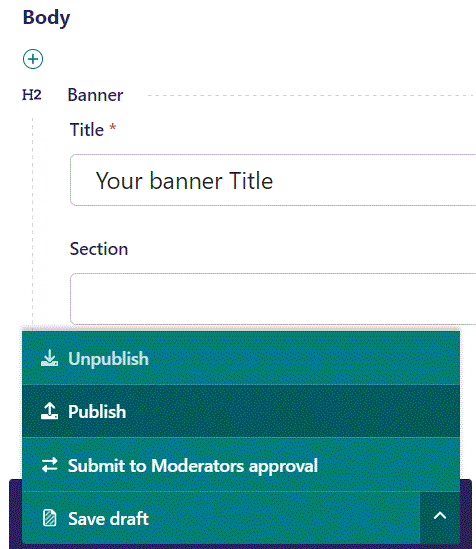 Body
H2 Banner
Title *
Your banner Title
Section
Unpublish
Publish
Submit to Moderators approval
Save draft